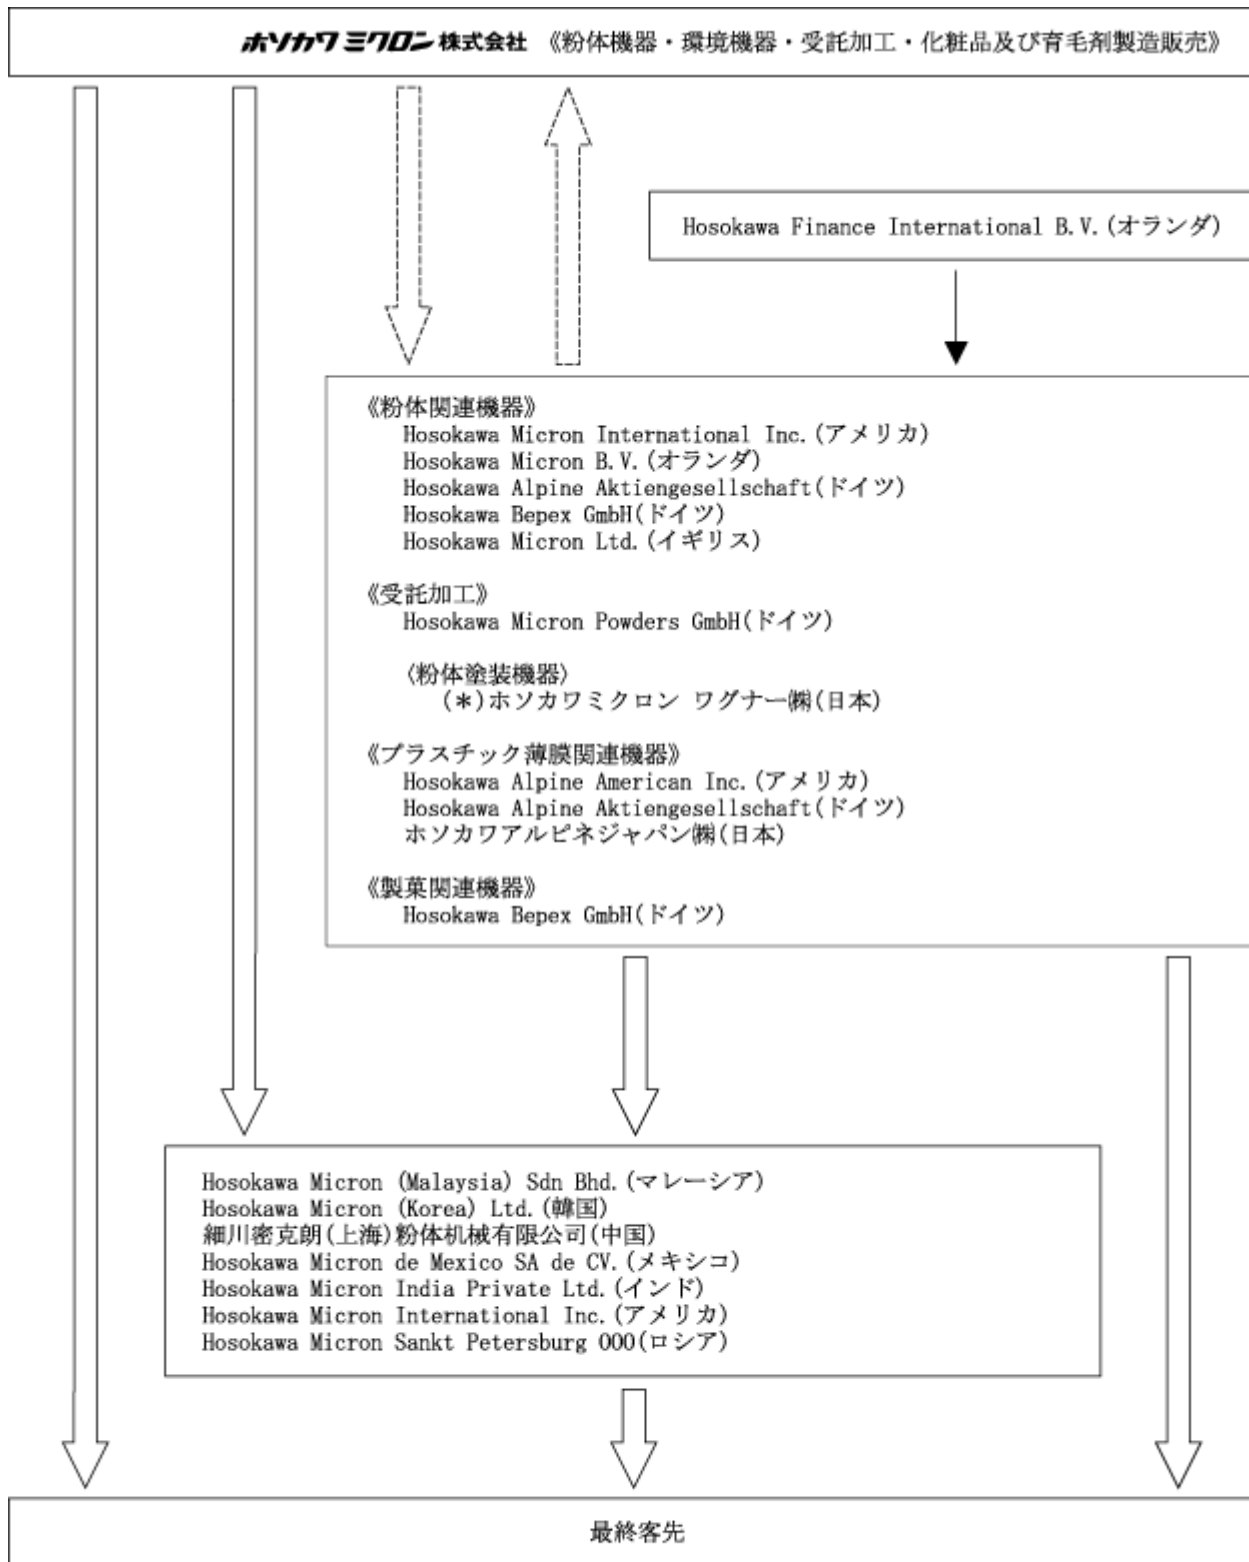 ホソカワミクロン株式会社 《粉体機器・環境機器・受託加工・化粧品及び育毛剤製造販売》
Hosokawa Finance International B.V.(オランダ)
《粉体関連機器》
Hosokawa Micron International Inc.(アメリカ)
Hosokawa Micron B.V.(オランダ)
Hosokawa Alpine Aktiengesellschaft(ドイツ)
Hosokawa Bepex GmbH(ドイツ)
Hosokawa Micron Ltd.(イギリス)
《受託加工》
Hosokawa Micron Powders GmbH(ドイツ)
〈粉体塗装機器〉
(＊)ホソカワミクロン ワグナー㈱(日本)
《プラスチック薄膜関連機器》
Hosokawa Alpine American Inc.(アメリカ)
Hosokawa Alpine Aktiengesellschaft(ドイツ)
ホソカワアルピネジャパン㈱(日本)
《製菓関連機器》
Hosokawa Bepex GmbH(ドイツ)
Hosokawa Micron (Malaysia) Sdn Bhd.(マレーシア)
Hosokawa Micron (Korea) Ltd.(韓国)
細川密克朗(上海)粉体机械有限公司(中国)
Hosokawa Micron de Mexico SA de CV.(メキシコ)
Hosokawa Micron India Private Ltd.(インド)
Hosokawa Micron International Inc.(アメリカ)
Hosokawa Micron Sankt Petersburg OOO(ロシア)
最終客先